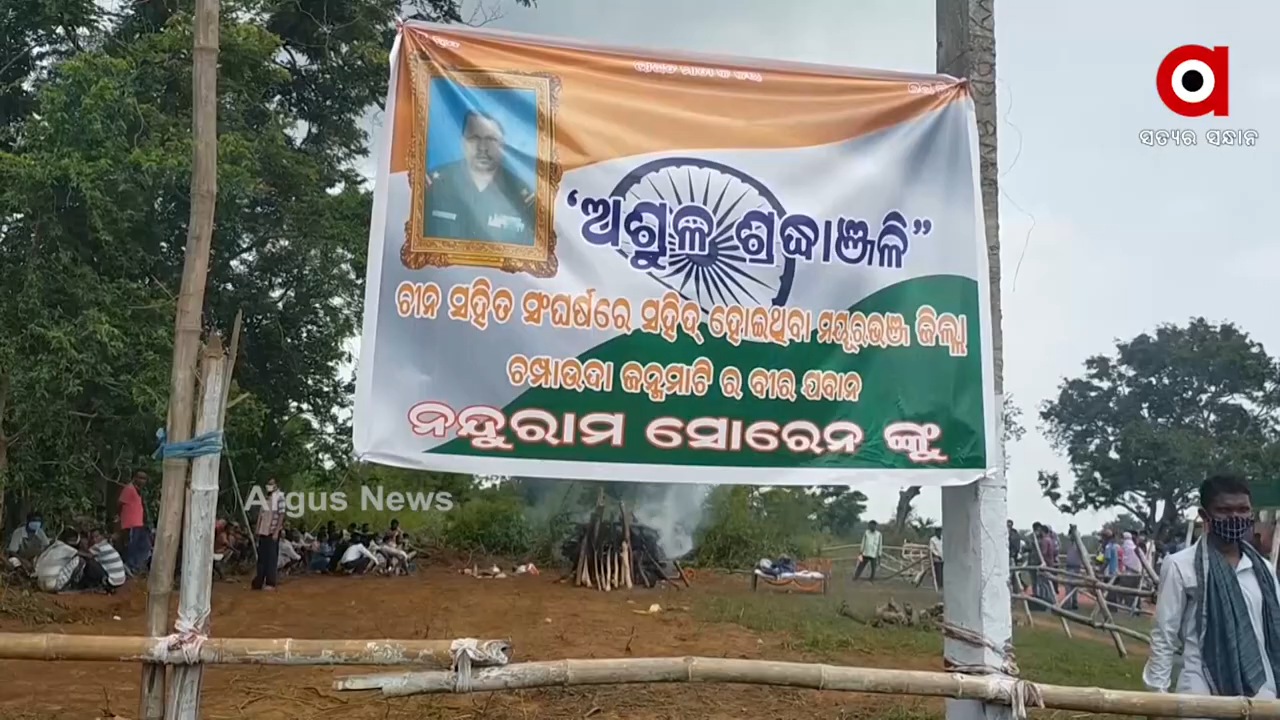 ସତ୍ୟର ସନ୍ଧାନ
‘ଅଶ୍ରୁଳ ଶ୍ରଦ୍ଧାଞ୍ଜଳି”
ଚୀନ ସହିତ ସଂଘର୍ଷରେ ସହିଦ୍ ହୋଇଥିବା ମୟୂରଭଞ୍ଜ ଜିଲ୍ଲା
ଚମ୍ପାଉଦା ଜନ୍ମମାଟି ର ବୀର ଯବାନ
ନନ୍ଦୁରାମ ସୋରେନ ଙ୍କୁ
Argus News